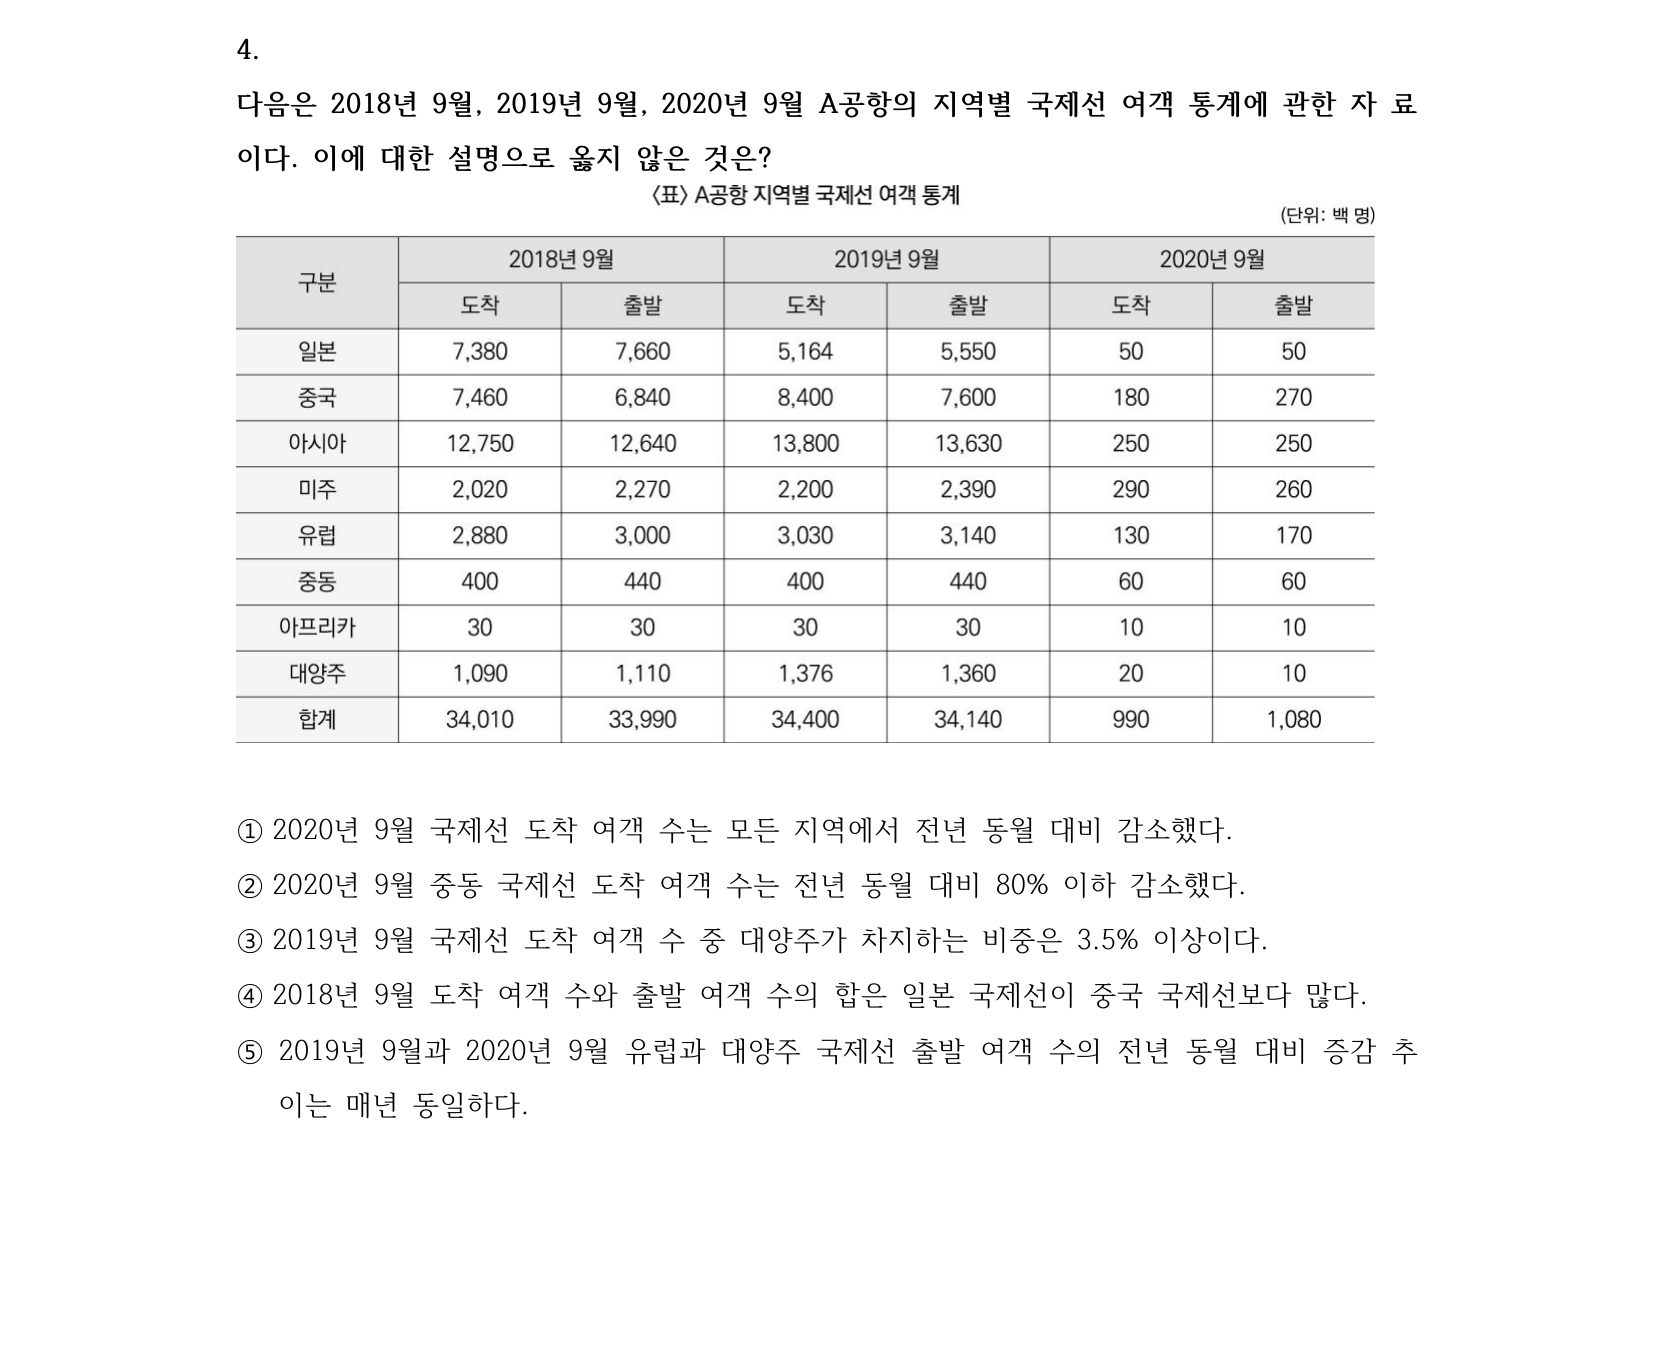 4.
다음은 2018년 9월, 2019년 9월, 2020년 9월 A공항의 지역별 국제선 여객 통계에 관한 자 료
이다. 이에 대한 설명으로 옳지 않은 것은?
〈표〉 A공항 지역별 국제선 여객 통계
(단위: 백 명)
구분 2018년 9월 2019년 9월 2020년 9월
도착 출발 도착 출발 도착 출발
일본 7,380 7,660 5,164 5,550 50 50
중국 7,460 6,840 8,400 7,600 180 270
아시아 12,750 12,640 13,800 13,630 250 250
미주 2,020 2,270 2,200 2,390 290 260
유럽 2,880 3,000 3,030 3,140 130 170
중동 400 440 400 440 60 60
아프리카 30 30 30 30 10 10
대양주 1,090 1,110 1,376 1,360 20 10
합계 34,010 33,990 34,400 34,140 990 1,080
① 2020년 9월 국제선 도착 여객 수는 모든 지역에서 전년 동월 대비 감소했다.
② 2020년 9월 중동 국제선 도착 여객 수는 전년 동월 대비 80% 이하 감소했다.
③ 2019년 9월 국제선 도착 여객 수 중 대양주가 차지하는 비중은 3.5% 이상이다.
④ 2018년 9월 도착 여객 수와 출발 여객 수의 합은 일본 국제선이 중국 국제선보다 많다.
⑤ 2019년 9월과 2020년 9월 유럽과 대양주 국제선 출발 여객 수의 전년 동월 대비 증감 추
이는 매년 동일하다.